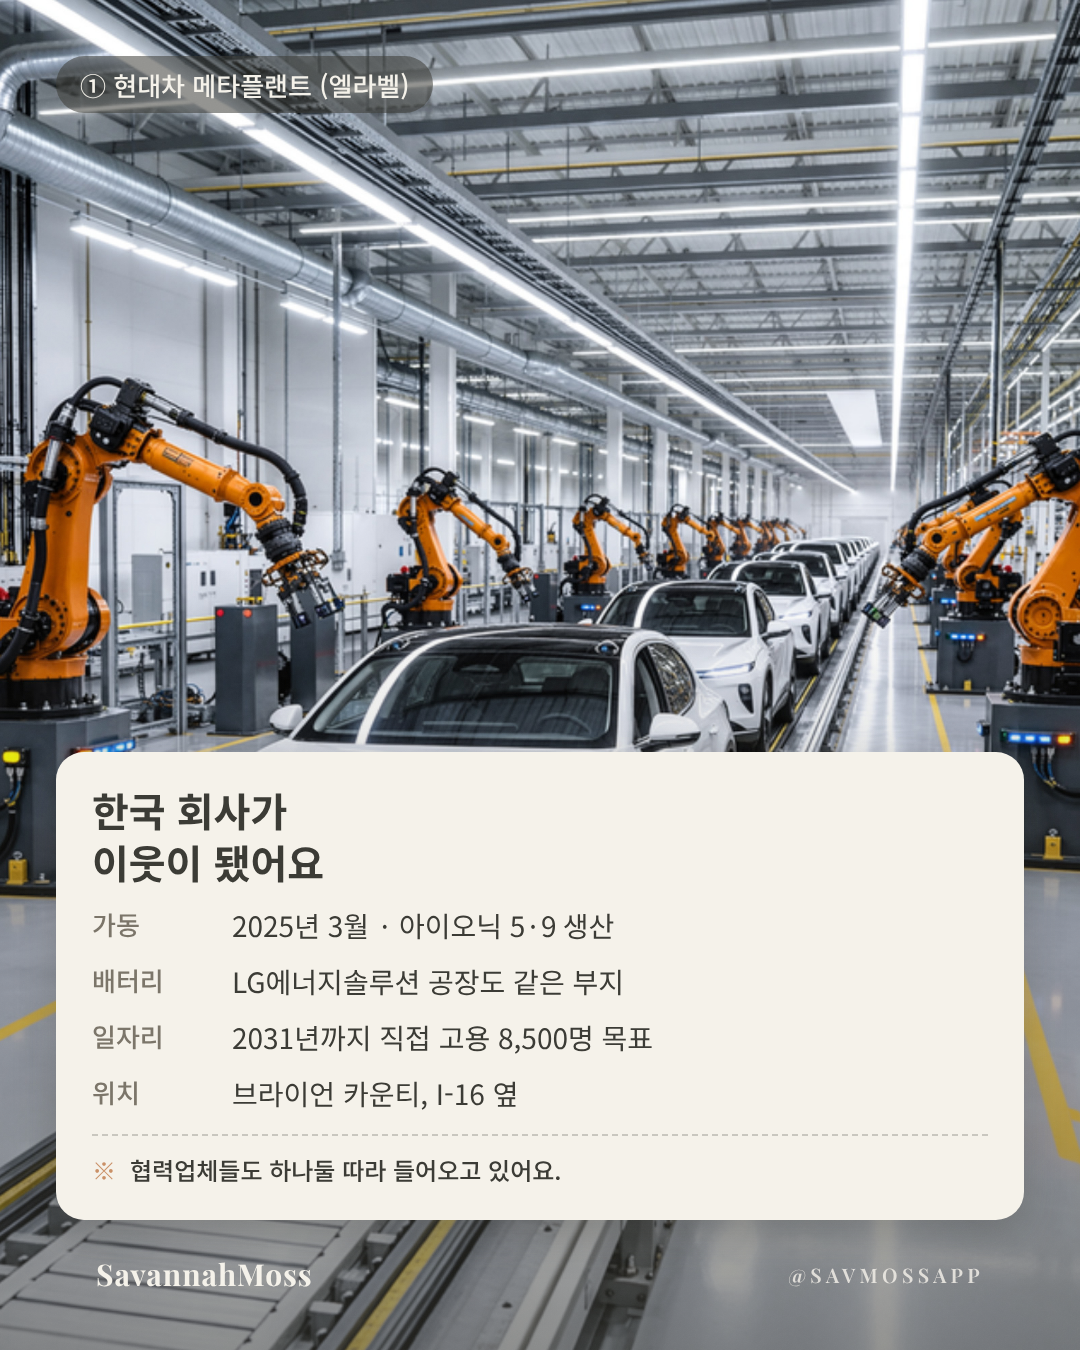 ① 현대차 메타플랜트 (엘라벨)
한국 회사가
이웃이 됐어요
가동 2025년 3월 · 아이오닉 5·9 생산
배터리 LG에너지솔루션 공장도 같은 부지
일자리 2031년까지 직접 고용 8,500명 목표
위치 브라이언 카운티, I-16 옆
※ 협력업체들도 하나둘 따라 들어오고 있어요.
SavannahMoss
@SAVMOSSAPP